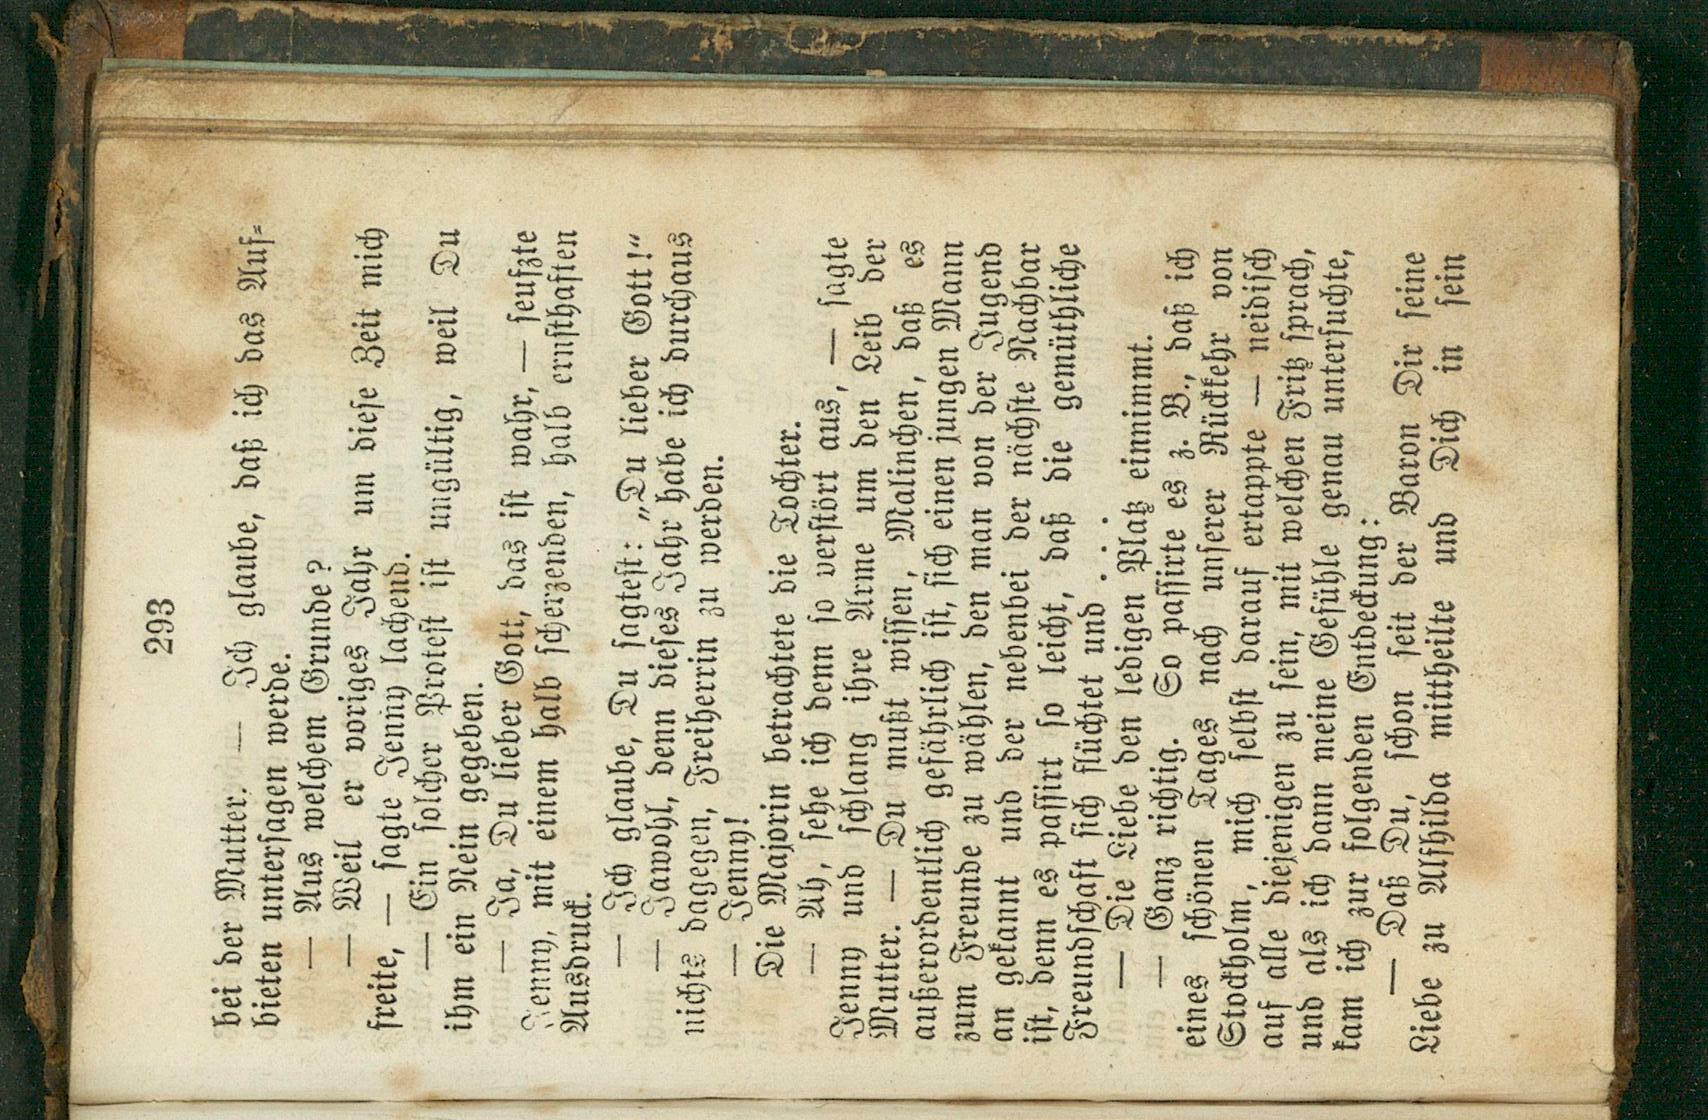 293
bei der Mutter. — Ich glaube, daß ich das Auf-
bieten untersagen werde.
— Aus welchem Grunde?
— Weil er voriges Jahr um diese Zeit mich
freite, — sagte Jenny lachend.
— Ein solcher Protest ist ungültig, weil Du
ihm ein Nein gegeben.
— Ja, Du lieber Gott, das ist wahr, — seufzte
Jenny, mit einem halb scherzenden, halb ernsthaften
Ausdruck.
— Ich glaube, Du sagtest: „Du lieber Gott!“
— Jawohl, denn dieses Jahr habe ich durchaus
nichts dagegen, Freiherrin zu werden.
— Jenny!
Die Majorin betrachtete die Tochter.
— Ah, sehe ich denn so verstört aus, — sagte
Jenny und schlang ihre Arme um den Leib der
Mutter. — Du mußt wissen, Malinchen, daß es
außerordentlich gefährlich ist, sich einen jungen Mann
zum Freunde zu wählen, den man von der Jugend
an gekannt und der nebenbei der nächste Nachbar
ist, denn es passirt so leicht, daß die gemüthliche
Freundschaft sich flüchtet und . . .
— Die Liebe den ledigen Platz einnimmt.
— Ganz richtig. So passirte es z. B., daß ich
eines schönen Tages nach unserer Rückkehr von
Stockholm, mich selbst darauf ertappte — neidisch
auf alle diejenigen zu sein, mit welchen Fritz sprach,
und als ich dann meine Gefühle genau untersuchte,
kam ich zur folgenden Entdeckung:
— Daß Du, schon seit der Baron Dir seine
Liebe zu Alfhilda mittheilte und Dich in sein